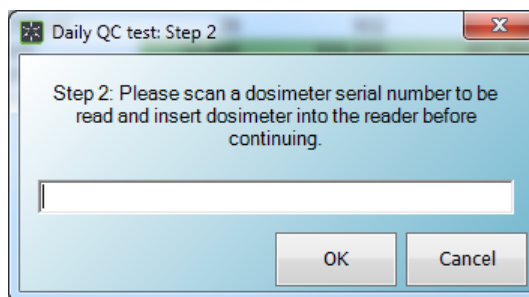 Daily QC test: Step 2
Step 2: Please scan a dosimeter serial number to be
read and insert dosimeter into the reader before
continuing.
OK
Cancel